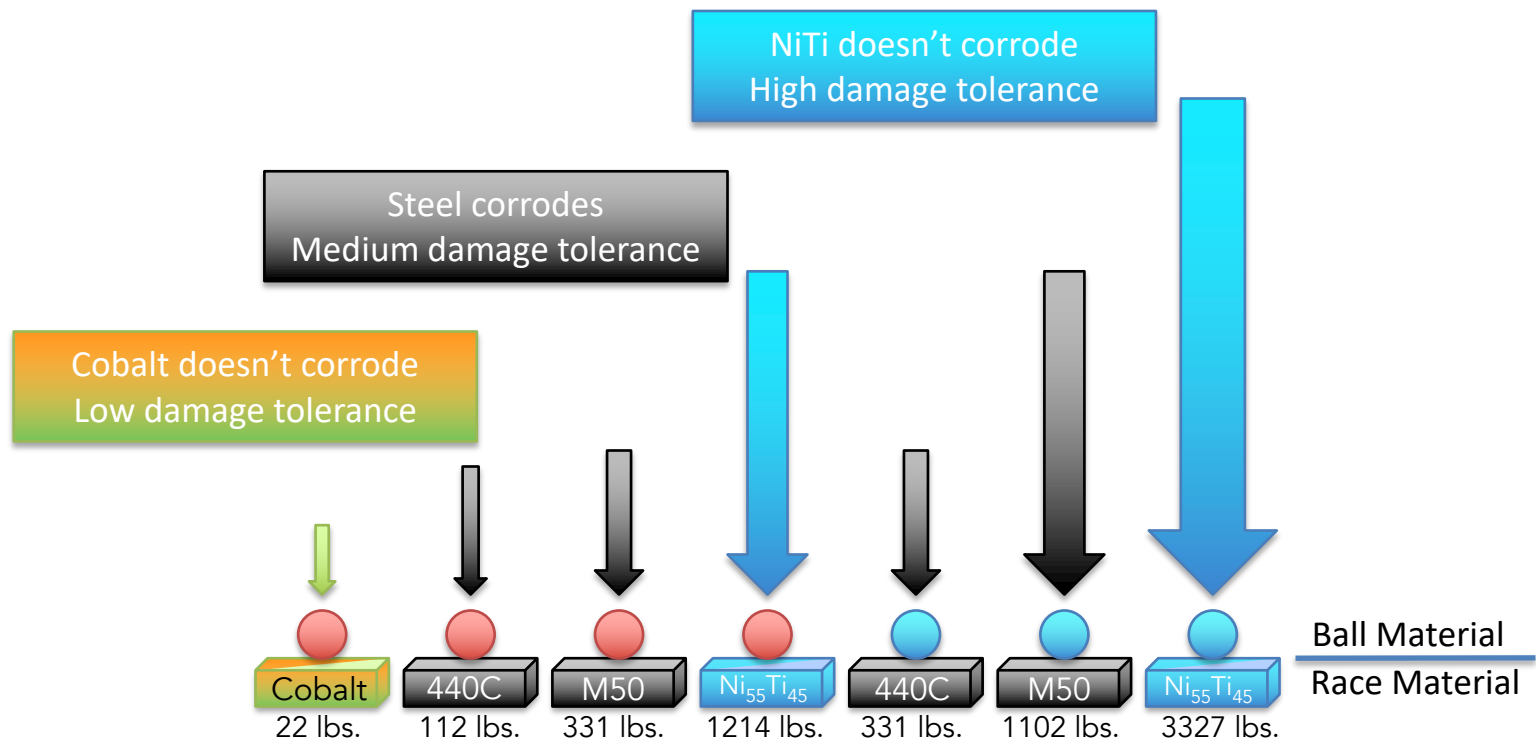 NiTi doesn’t corrode
High damage tolerance
Steel corrodes
Medium damage tolerance
Cobalt doesn’t corrode
Low damage tolerance
Ball Material
Race Material
Cobalt
440C
M50
Ni₅₅Ti₄₅
440C
M50
Ni₅₅Ti₄₅
22 lbs.
112 lbs.
331 lbs.
1214 lbs.
331 lbs.
1102 lbs.
3327 lbs.